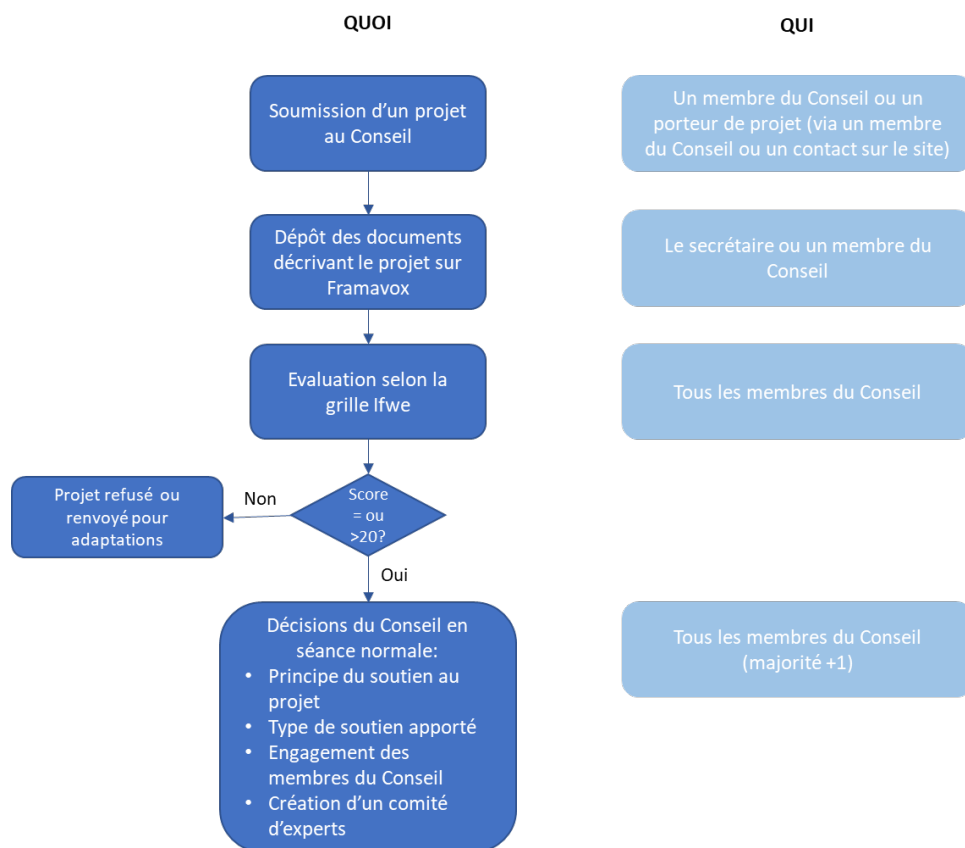 QUOI
QUI
Soumission d’un projet
au Conseil
Un membre du Conseil ou un
porteur de projet (via un membre
du Conseil ou un contact sur le site)
Dépôt des documents
décrivant le projet sur
Framavox
Le secrétaire ou un membre du
Conseil
Evaluation selon la
grille Ifwe
Tous les membres du Conseil
Projet refusé ou
renvoyé pour
adaptations
Non
Score
= ou
>20?
Oui
Décisions du Conseil en
séance normale:
• Principe du soutien au
projet
• Type de soutien apporté
• Engagement des
membres du Conseil
• Création d’un comité
d’experts
Tous les membres du Conseil
(majorité +1)